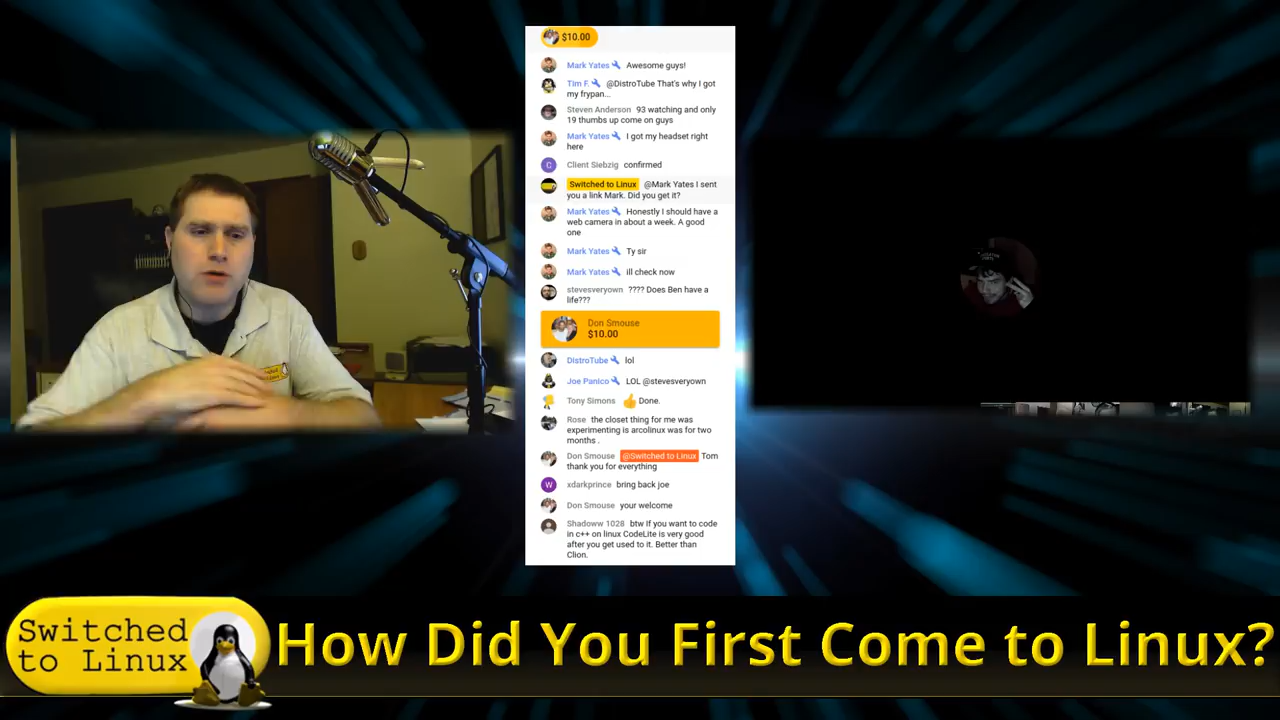 $10.00
Mark Yates Awesome guys!
Tim F. @DistroTube That's why I got
my frypan...
Steven Anderson 93 watching and only
19 thumbs up come on guys
Mark Yates I got my headset right
here
C Client Siebzig confirmed
Switched to Linux @Mark Yates I sent
you a link Mark. Did you get it?
Mark Yates Honestly I should have a
web camera in about a week. A good
one
Mark Yates Ty sir
Mark Yates ill check now
stevesveryown ???? Does Ben have a
life???
Don Smouse
$10.00
DistroTube lol
Joe Panico LOL @stevesveryown
Tony Simons 👍Done.
Rose the closet thing for me was
experimenting is arcolinux was for two
months .
Don Smouse @Switched to Linux Tom
thank you for everything
W xdarkprince bring back joe
Don Smouse your welcome
Shadoww 1028 btw If you want to code
in c++ on linux CodeLite is very good
after you get used to it. Better than
Clion.
Switched
to Linux
How Did You First Come to Linux?